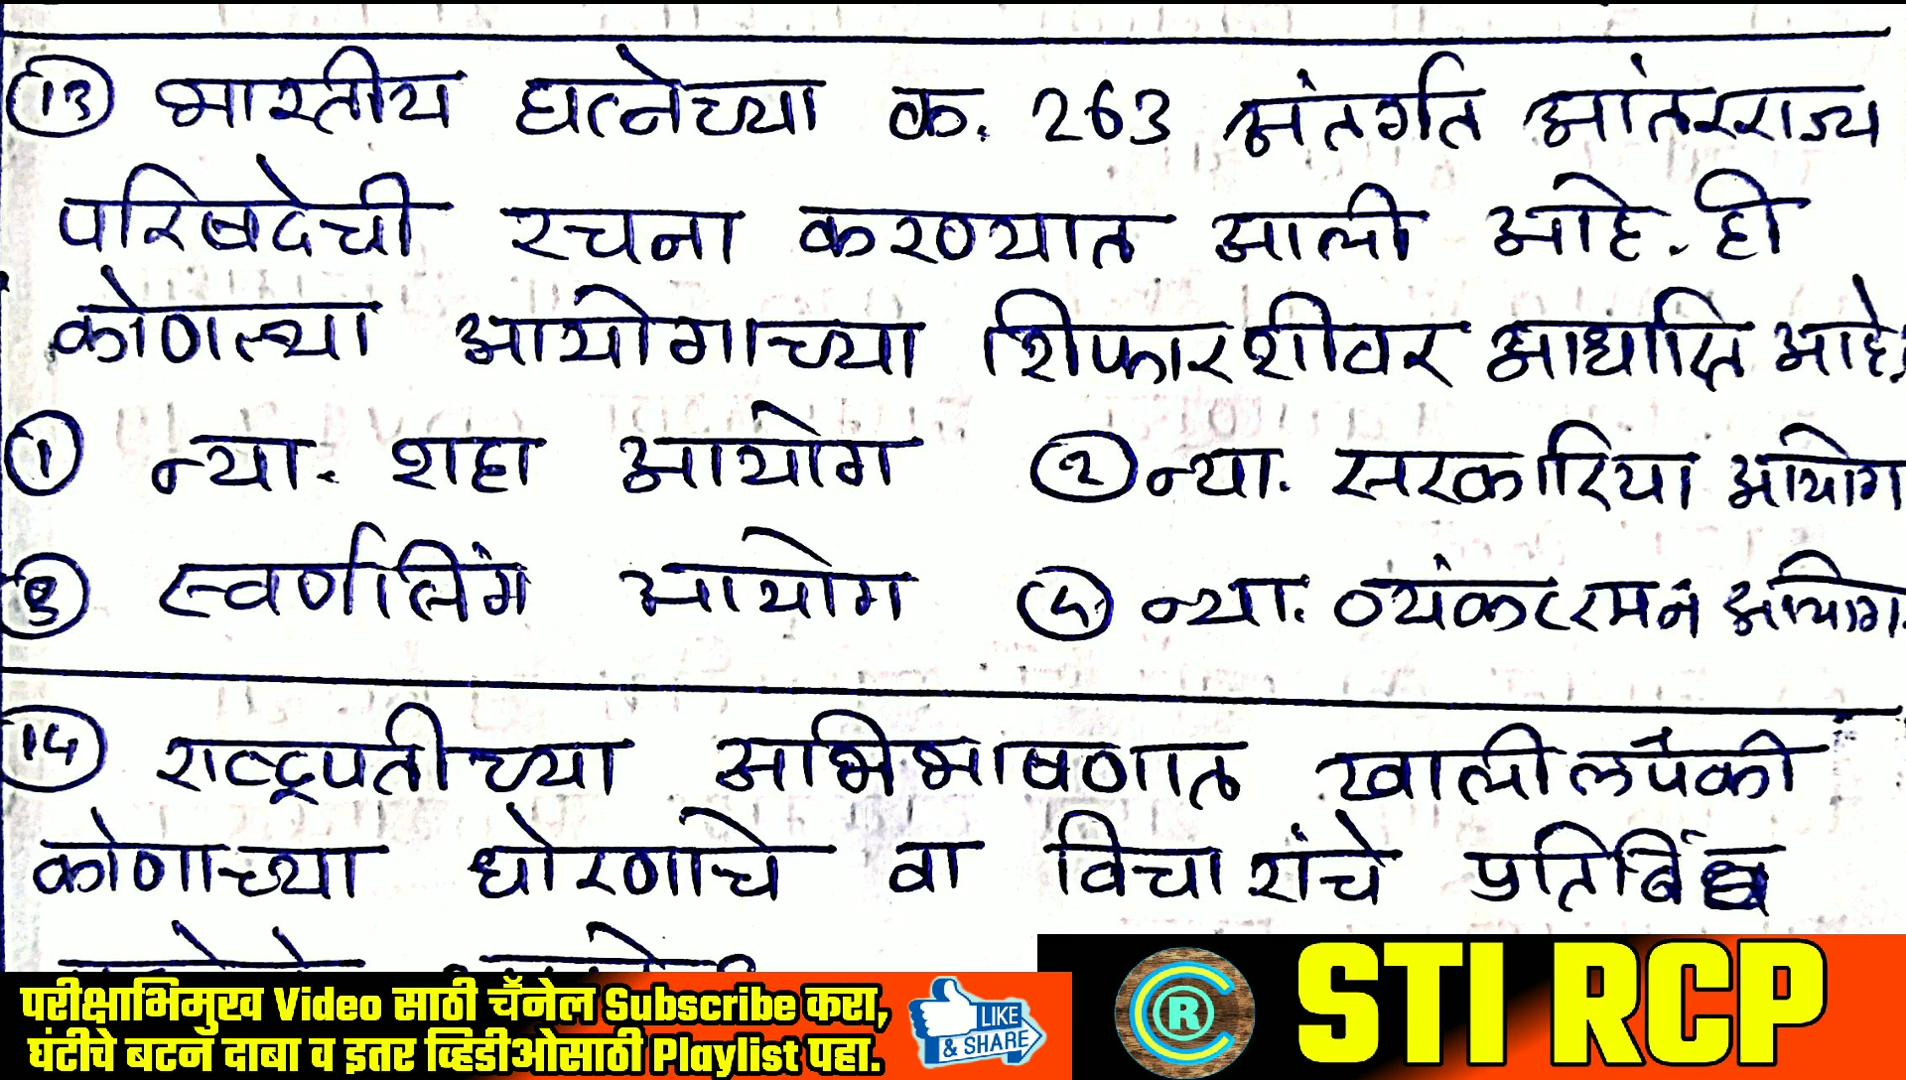 13 भारतीय घटनेच्या क. 263 अंतर्गत आंतरराज्य
परिषदेची रचना करण्यात आली आहे. ही
कोणत्या आयोगाच्या शिफारशीवर आधारित आहे.
1 न्या. शहा आयोग 2 न्या. सरकारिया आयोग
3 स्वर्णसिंग आयोग 4 न्या. व्यंकटरमन आयोग.
14 राष्ट्रपतीच्या अभिभाषणात खालीलपैकी
कोणाच्या धोरणाचे वा विचारांचे प्रतिबिंब
परीक्षाभिमुख Video साठी चॅनेल Subscribe करा,
घंटीचे बटन दाबा व इतर व्हिडीओसाठी Playlist पहा.
LIKE
& SHARE
R
STI RCP